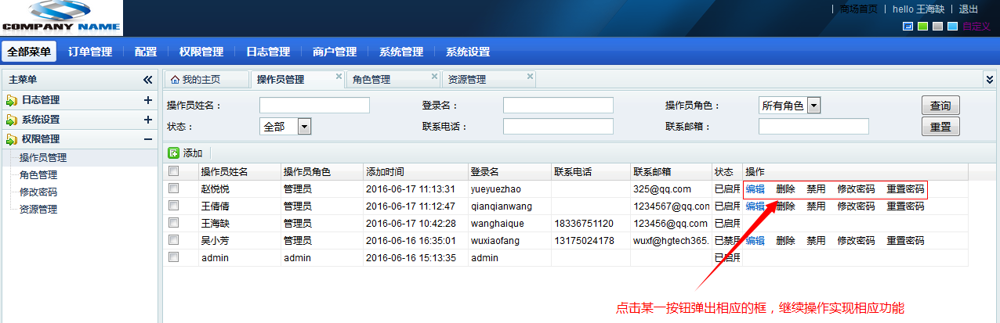 COMPANY NAME
| 商场首页 | hello 王海缺 | 退出
自定义
全部菜单 订单管理 配置 权限管理 日志管理 商户管理 系统管理 系统设置
主菜单
日志管理
系统设置
权限管理
操作员管理
角色管理
修改密码
资源管理
我的主页 操作员管理 角色管理 资源管理
操作员姓名： 登录名： 操作员角色： 所有角色 查询
状态： 全部 联系电话： 联系邮箱： 重置
添加
操作员姓名 操作员角色 添加时间 登录名 联系电话 联系邮箱 状态 操作
赵悦悦 管理员 2016-06-17 11:13:31 yueyuezhao 325@qq.com 已启用 编辑 删除 禁用 修改密码 重置密码
王倩倩 管理员 2016-06-17 11:12:47 qianqianwang 1234567@qq.con 已启用 编辑 删除 禁用 修改密码 重置密码
王海缺 管理员 2016-06-17 10:42:28 wanghaique 18336751120 123456@qq.com 已启用
吴小芳 管理员 2016-06-16 16:35:01 wuxiaofang 13175024178 wuxf@hgtech365. 已禁用 编辑 删除 禁用 修改密码 重置密码
admin admin 2016-06-16 15:13:35 admin 已启用
点击某一按钮弹出相应的框，继续操作实现相应功能